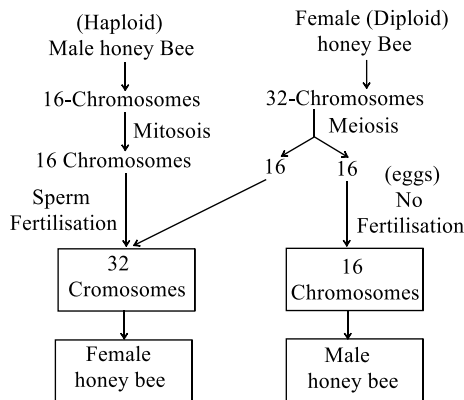 (Haploid)
Male honey Bee
16-Chromosomes
Mitosois
16 Chromosomes
Sperm
Fertilisation
32
Cromosomes
Female
honey bee
Female (Diploid)
honey Bee
32-Chromosomes
Meiosis
16
16
(eggs)
No
Fertilisation
16
Chromosomes
Male
honey bee